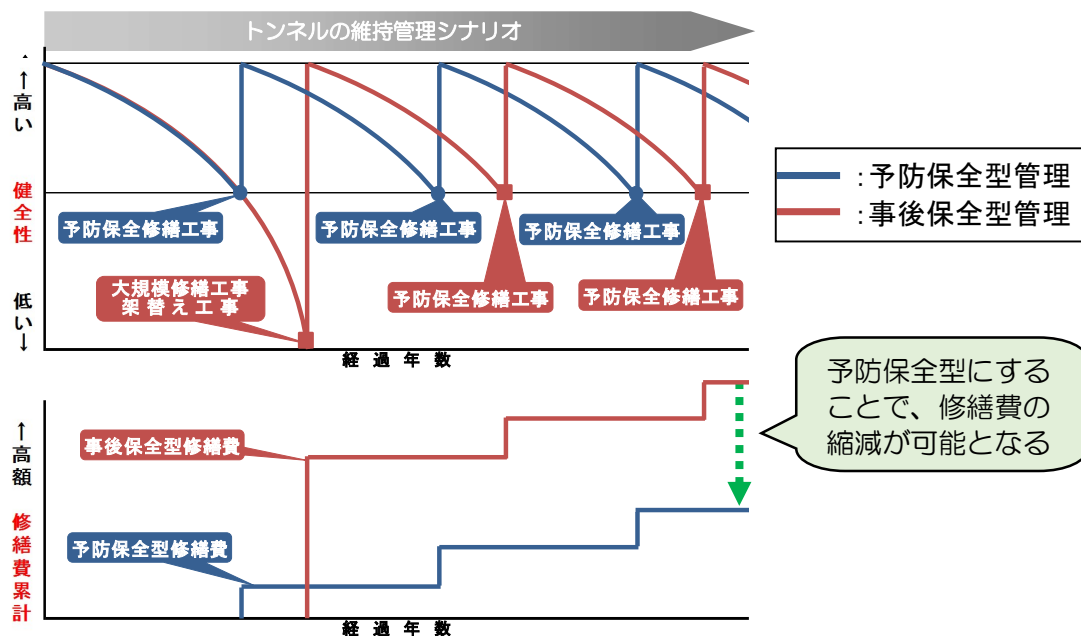 トンネルの維持管理シナリオ
↑高い
健全性
低い↓
予防保全修繕工事
予防保全修繕工事
予防保全修繕工事
大規模修繕工事
架替え工事
予防保全修繕工事
予防保全修繕工事
経過年数
:予防保全型管理
:事後保全型管理
予防保全型にする
ことで、修繕費の
縮減が可能となる
↑高額
修繕費累計
事後保全型修繕費
予防保全型修繕費
経過年数